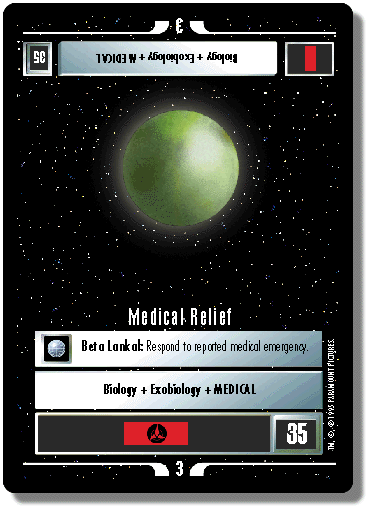 3
35
Biology + Exobiology + MEDICAL
Medical Relief
Beta Lankal: Respond to reported medical emergency.
Biology + Exobiology + MEDICAL
35
TM, ®, © 1995 PARAMOUNT PICTURES.
3